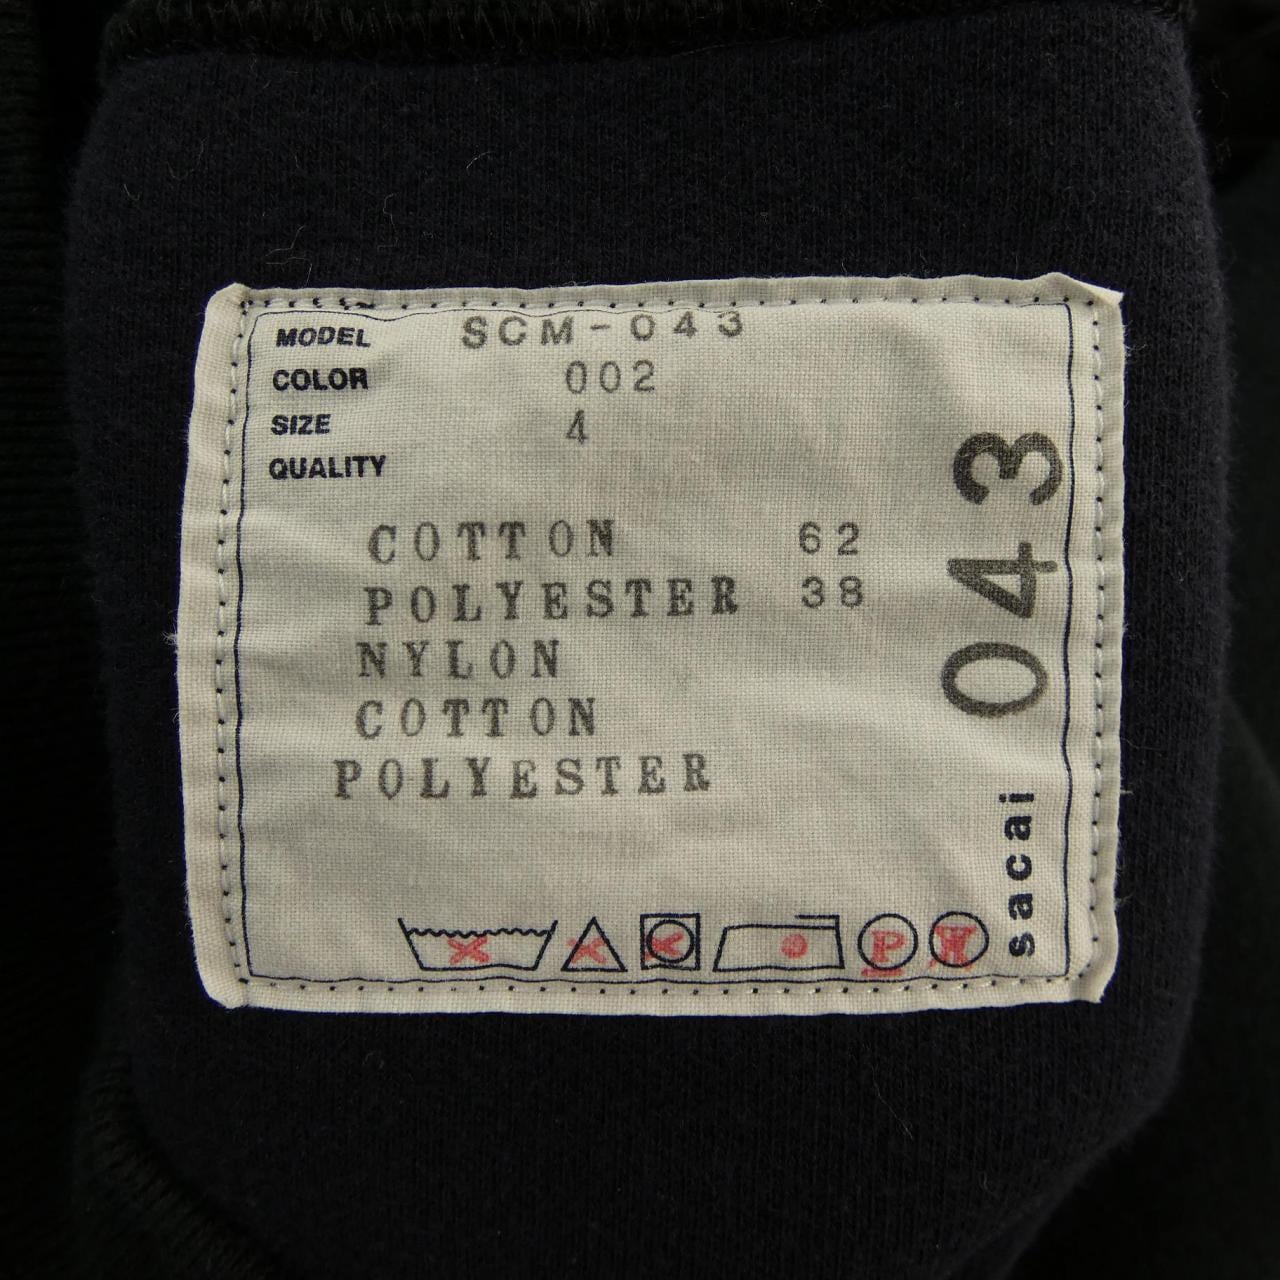 MODEL SCM-043
COLOR 002
SIZE 4
QUALITY
COTTON 62
POLYESTER 38
NYLON
COTTON
POLYESTER
P W
sacai 043